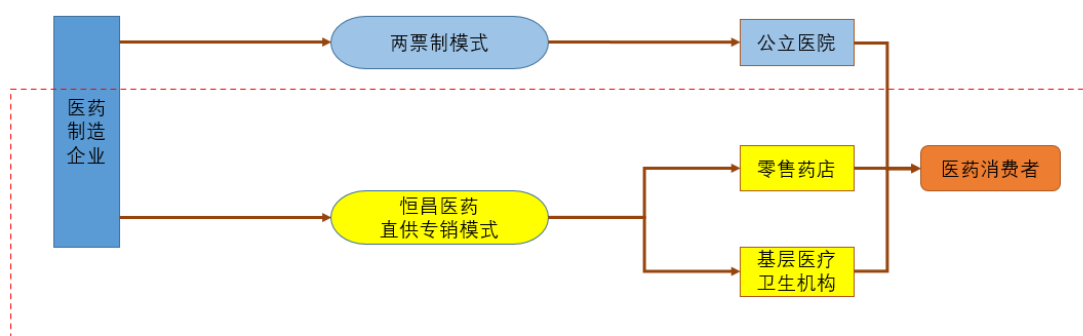 两票制模式
公立医院
医药
制造
企业
零售药店
医药消费者
恒昌医药
直供专销模式
基层医疗
卫生机构